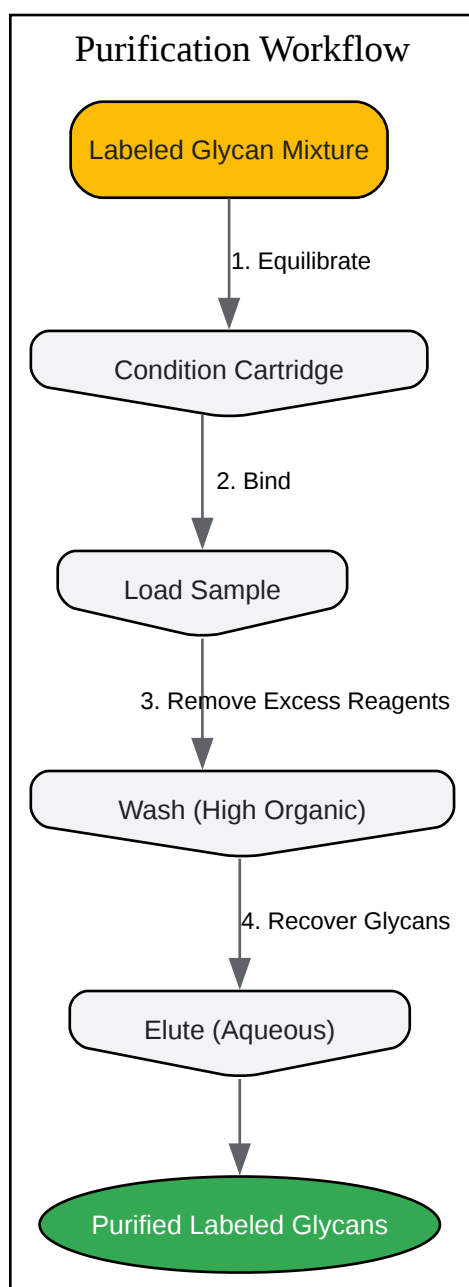 Purification Workflow
Labeled Glycan Mixture
1. Equilibrate
Condition Cartridge
2. Bind
Load Sample
3. Remove Excess Reagents
Wash (High Organic)
4. Recover Glycans
Elute (Aqueous)
Purified Labeled Glycans